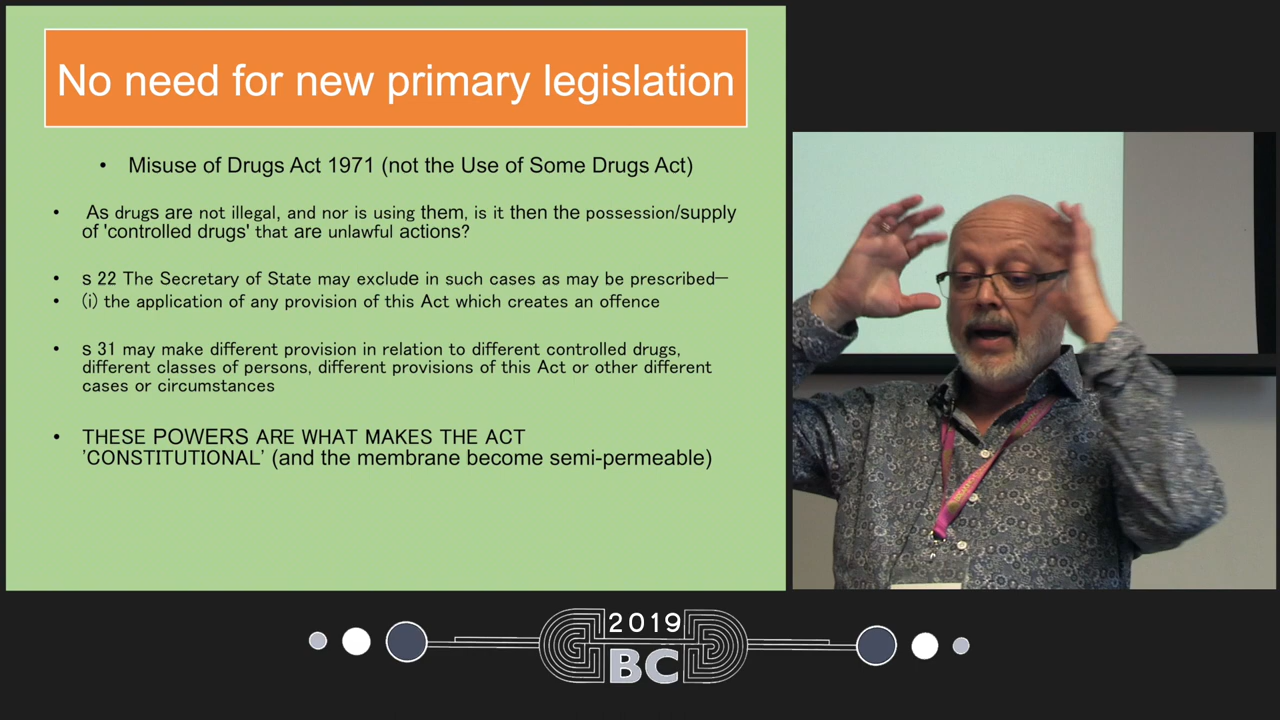 No need for new primary legislation
• Misuse of Drugs Act 1971 (not the Use of Some Drugs Act)
• As drugs are not illegal, and nor is using them, is it then the possession/supply
of 'controlled drugs' that are unlawful actions?
• s 22 The Secretary of State may exclude in such cases as may be prescribed—
• (i) the application of any provision of this Act which creates an offence
• s 31 may make different provision in relation to different controlled drugs,
different classes of persons, different provisions of this Act or other different
cases or circumstances
• THESE POWERS ARE WHAT MAKES THE ACT
'CONSTITUTIONAL' (and the membrane become semi-permeable)
2019
BC